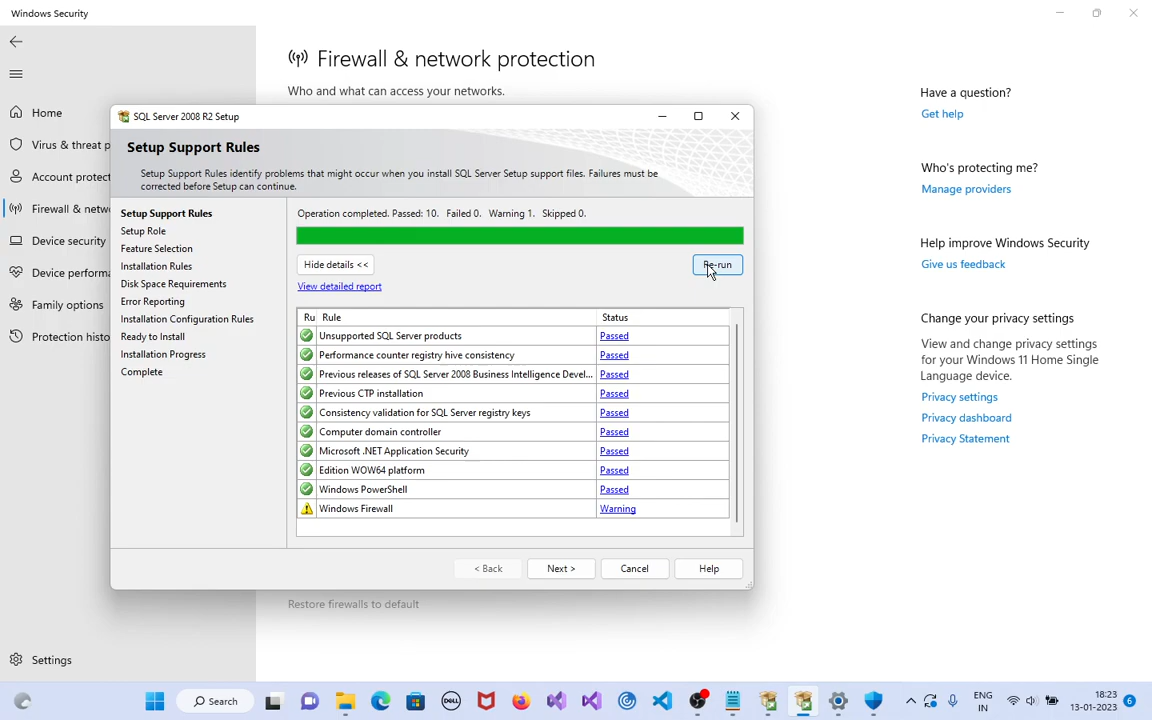 Windows Security
Firewall & network protection
Who and what can access your networks.
Home
Virus & threat p
Account protect
Firewall & netw
Device security
Device performa
Family options
Protection histo
Settings
SQL Server 2008 R2 Setup
Setup Support Rules
Setup Support Rules identify problems that might occur when you install SQL Server Setup support files. Failures must be
corrected before Setup can continue.
Setup Support Rules
Setup Role
Feature Selection
Installation Rules
Disk Space Requirements
Error Reporting
Installation Configuration Rules
Ready to Install
Installation Progress
Complete
Operation completed. Passed: 10. Failed 0. Warning 1. Skipped 0.
Hide details <<
Re-run
View detailed report
Ru Rule Status
Unsupported SQL Server products Passed
Performance counter registry hive consistency Passed
Previous releases of SQL Server 2008 Business Intelligence Devel... Passed
Previous CTP installation Passed
Consistency validation for SQL Server registry keys Passed
Computer domain controller Passed
Microsoft .NET Application Security Passed
Edition WOW64 platform Passed
Windows PowerShell Passed
Windows Firewall Warning
< Back Next > Cancel Help
Restore firewalls to default
Have a question?
Get help
Who's protecting me?
Manage providers
Help improve Windows Security
Give us feedback
Change your privacy settings
View and change privacy settings
for your Windows 11 Home Single
Language device.
Privacy settings
Privacy dashboard
Privacy Statement
Search
DELL
ENG
IN
18:23
13-01-2023
6